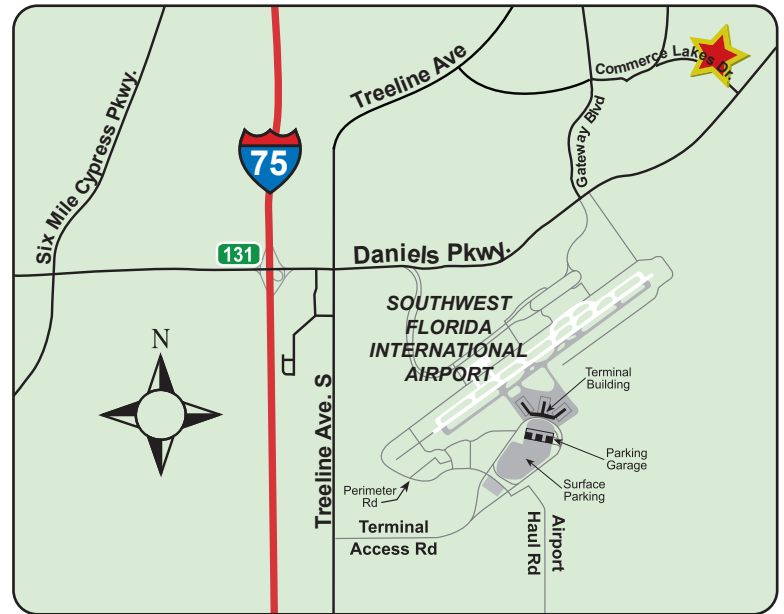 Six Mile Cypress Pkwy.
75
131
Treeline Ave
Commerce Lakes Dr.
Gateway Blvd
Daniels Pkwy.
SOUTHWEST
FLORIDA
INTERNATIONAL
AIRPORT
N
Terminal
Building
Parking
Garage
Surface
Parking
Perimeter
Rd
Treeline Ave. S
Terminal
Access Rd
Airport
Haul Rd